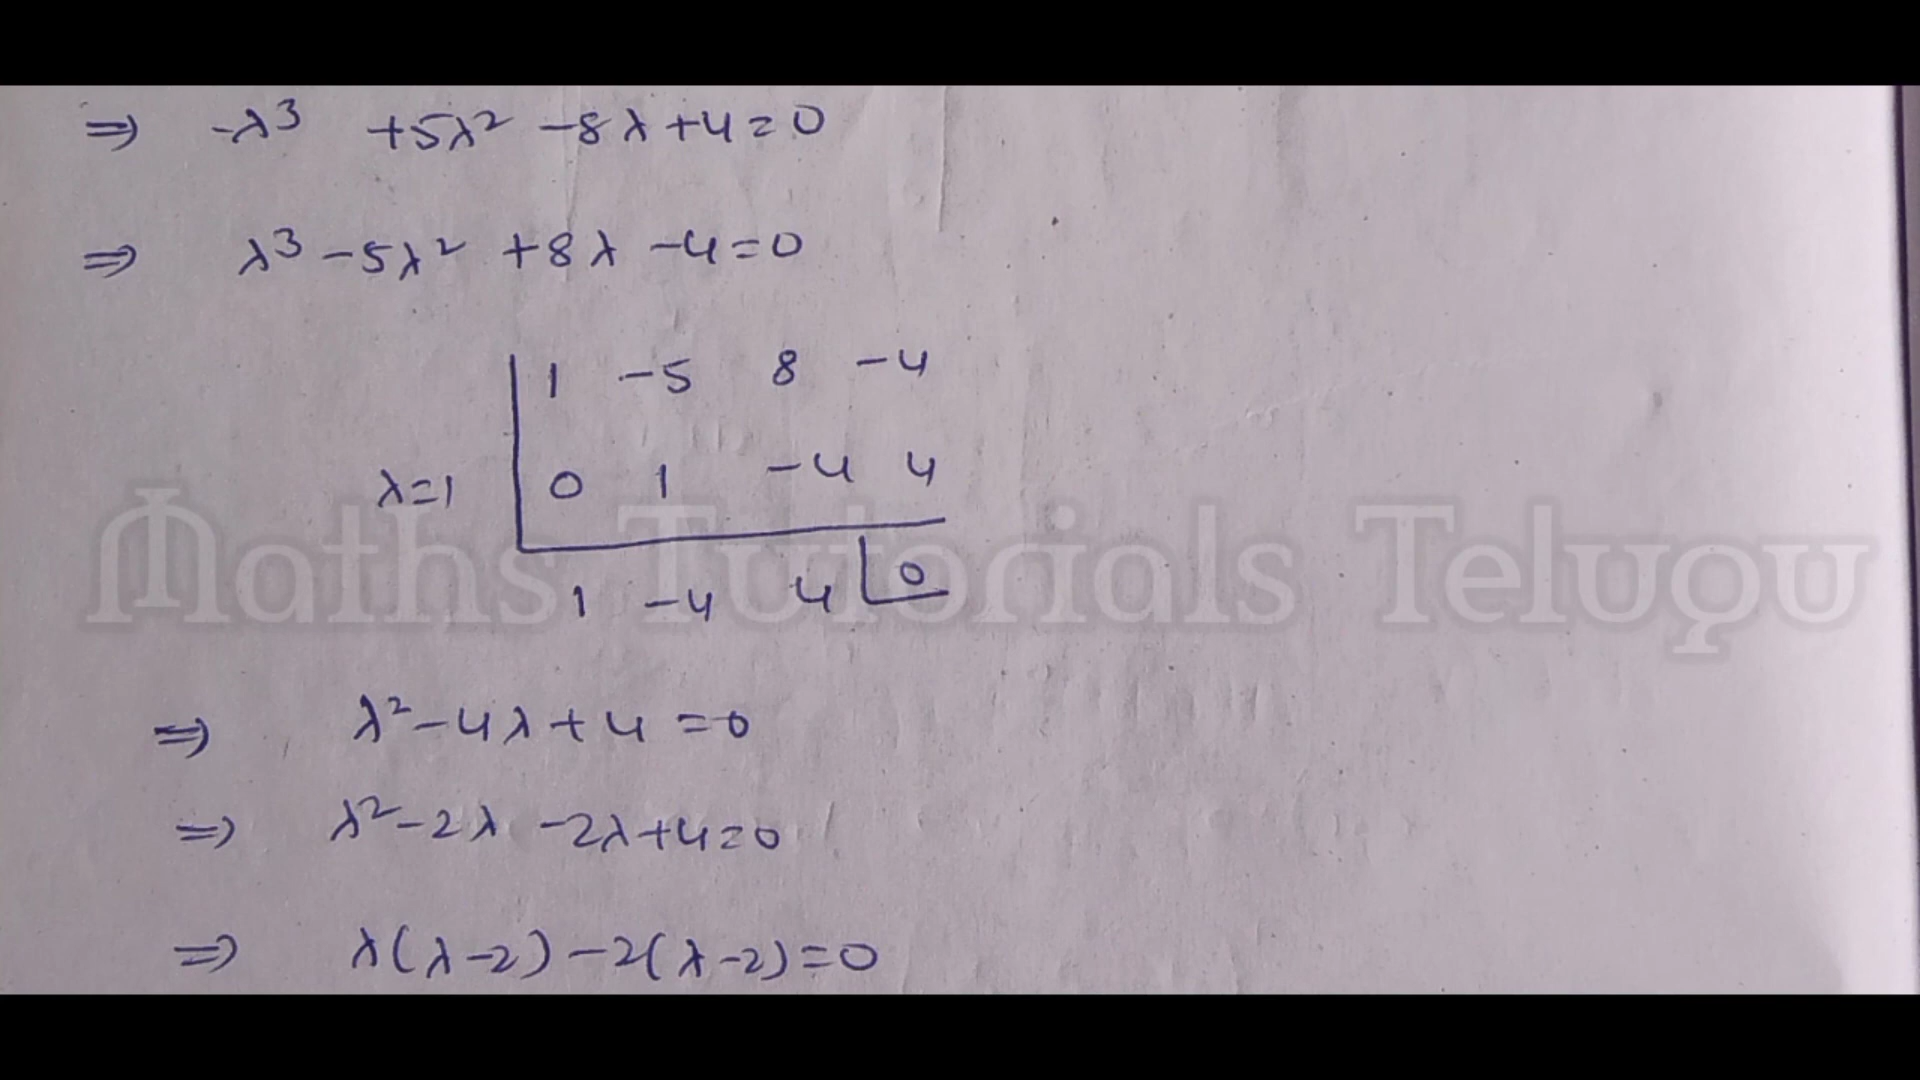 ⇒ -λ³ +5λ² -8λ+4=0
⇒ λ³ -5λ² +8λ -4=0
1 -5 8 -4
λ=1 0 1 -4 4
Maths Tutorials Telugu
1 -4 4 0
⇒ λ²-4λ+4=0
⇒ λ²-2λ -2λ+4=0
⇒ λ(λ-2)-2(λ-2)=0